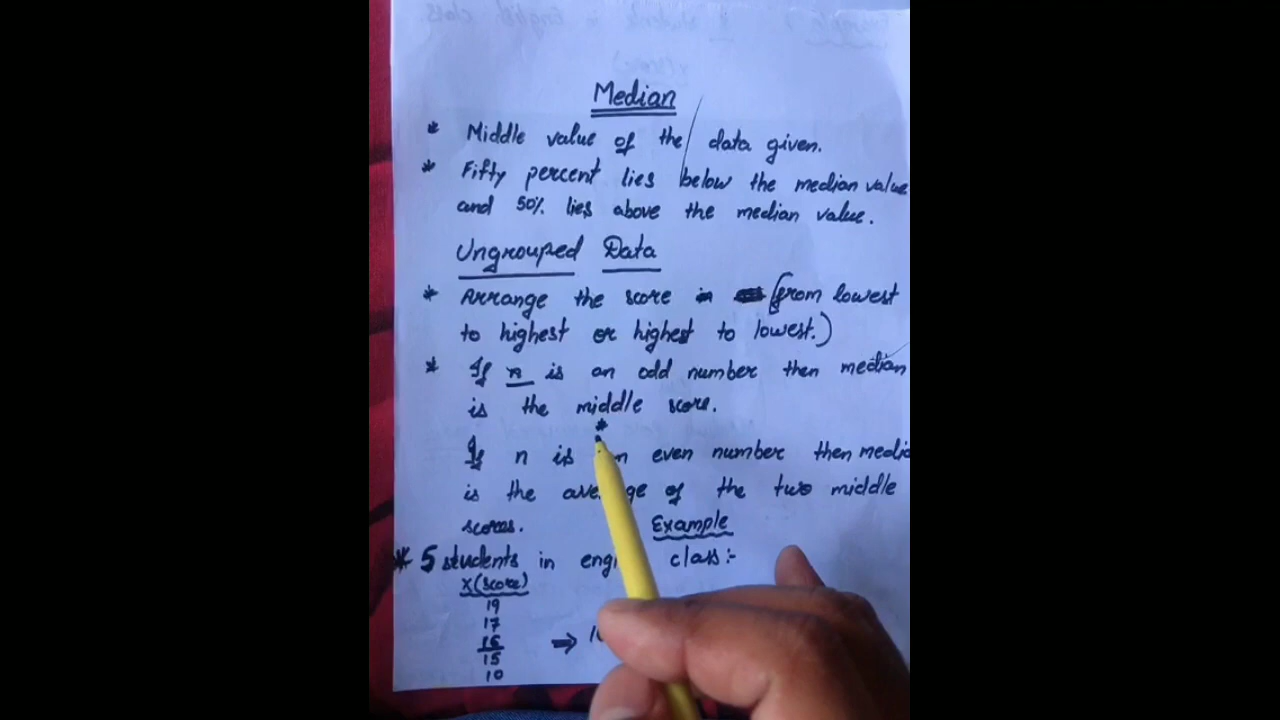 Median
* Middle value of the data given.
* Fifty percent lies below the median value
and 50% lies above the median value.
Ungrouped Data
* Arrange the score in (from lowest
to highest or highest to lowest.)
* If n is an odd number then median
is the middle score.
*
If n is even number then
is the of the two middle
scores.
Example
* 5 students in class:-
X(score)
19
17
16
15
10
⇒